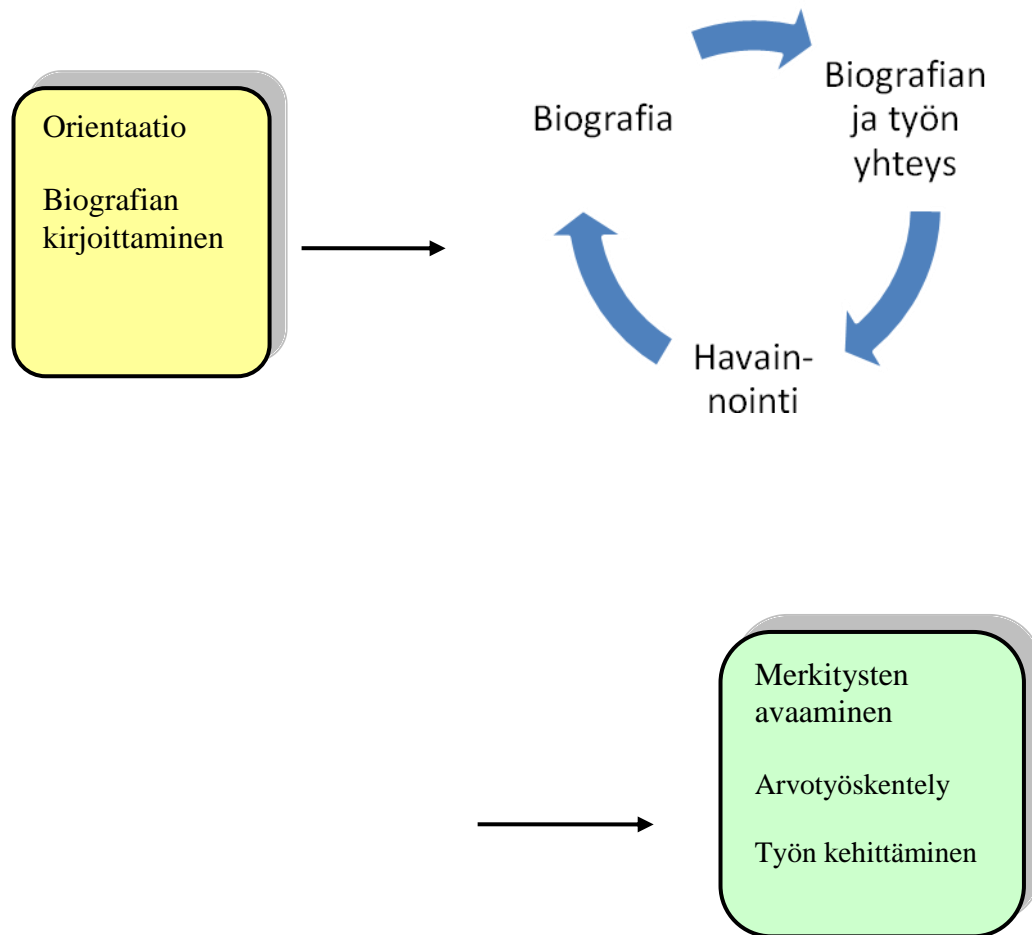 Orientaatio
Biografian
kirjoittaminen
Biografia
Biografian
ja työn
yhteys
Havain-
nointi
Merkitysten
avaaminen
Arvotyöskentely
Työn kehittäminen